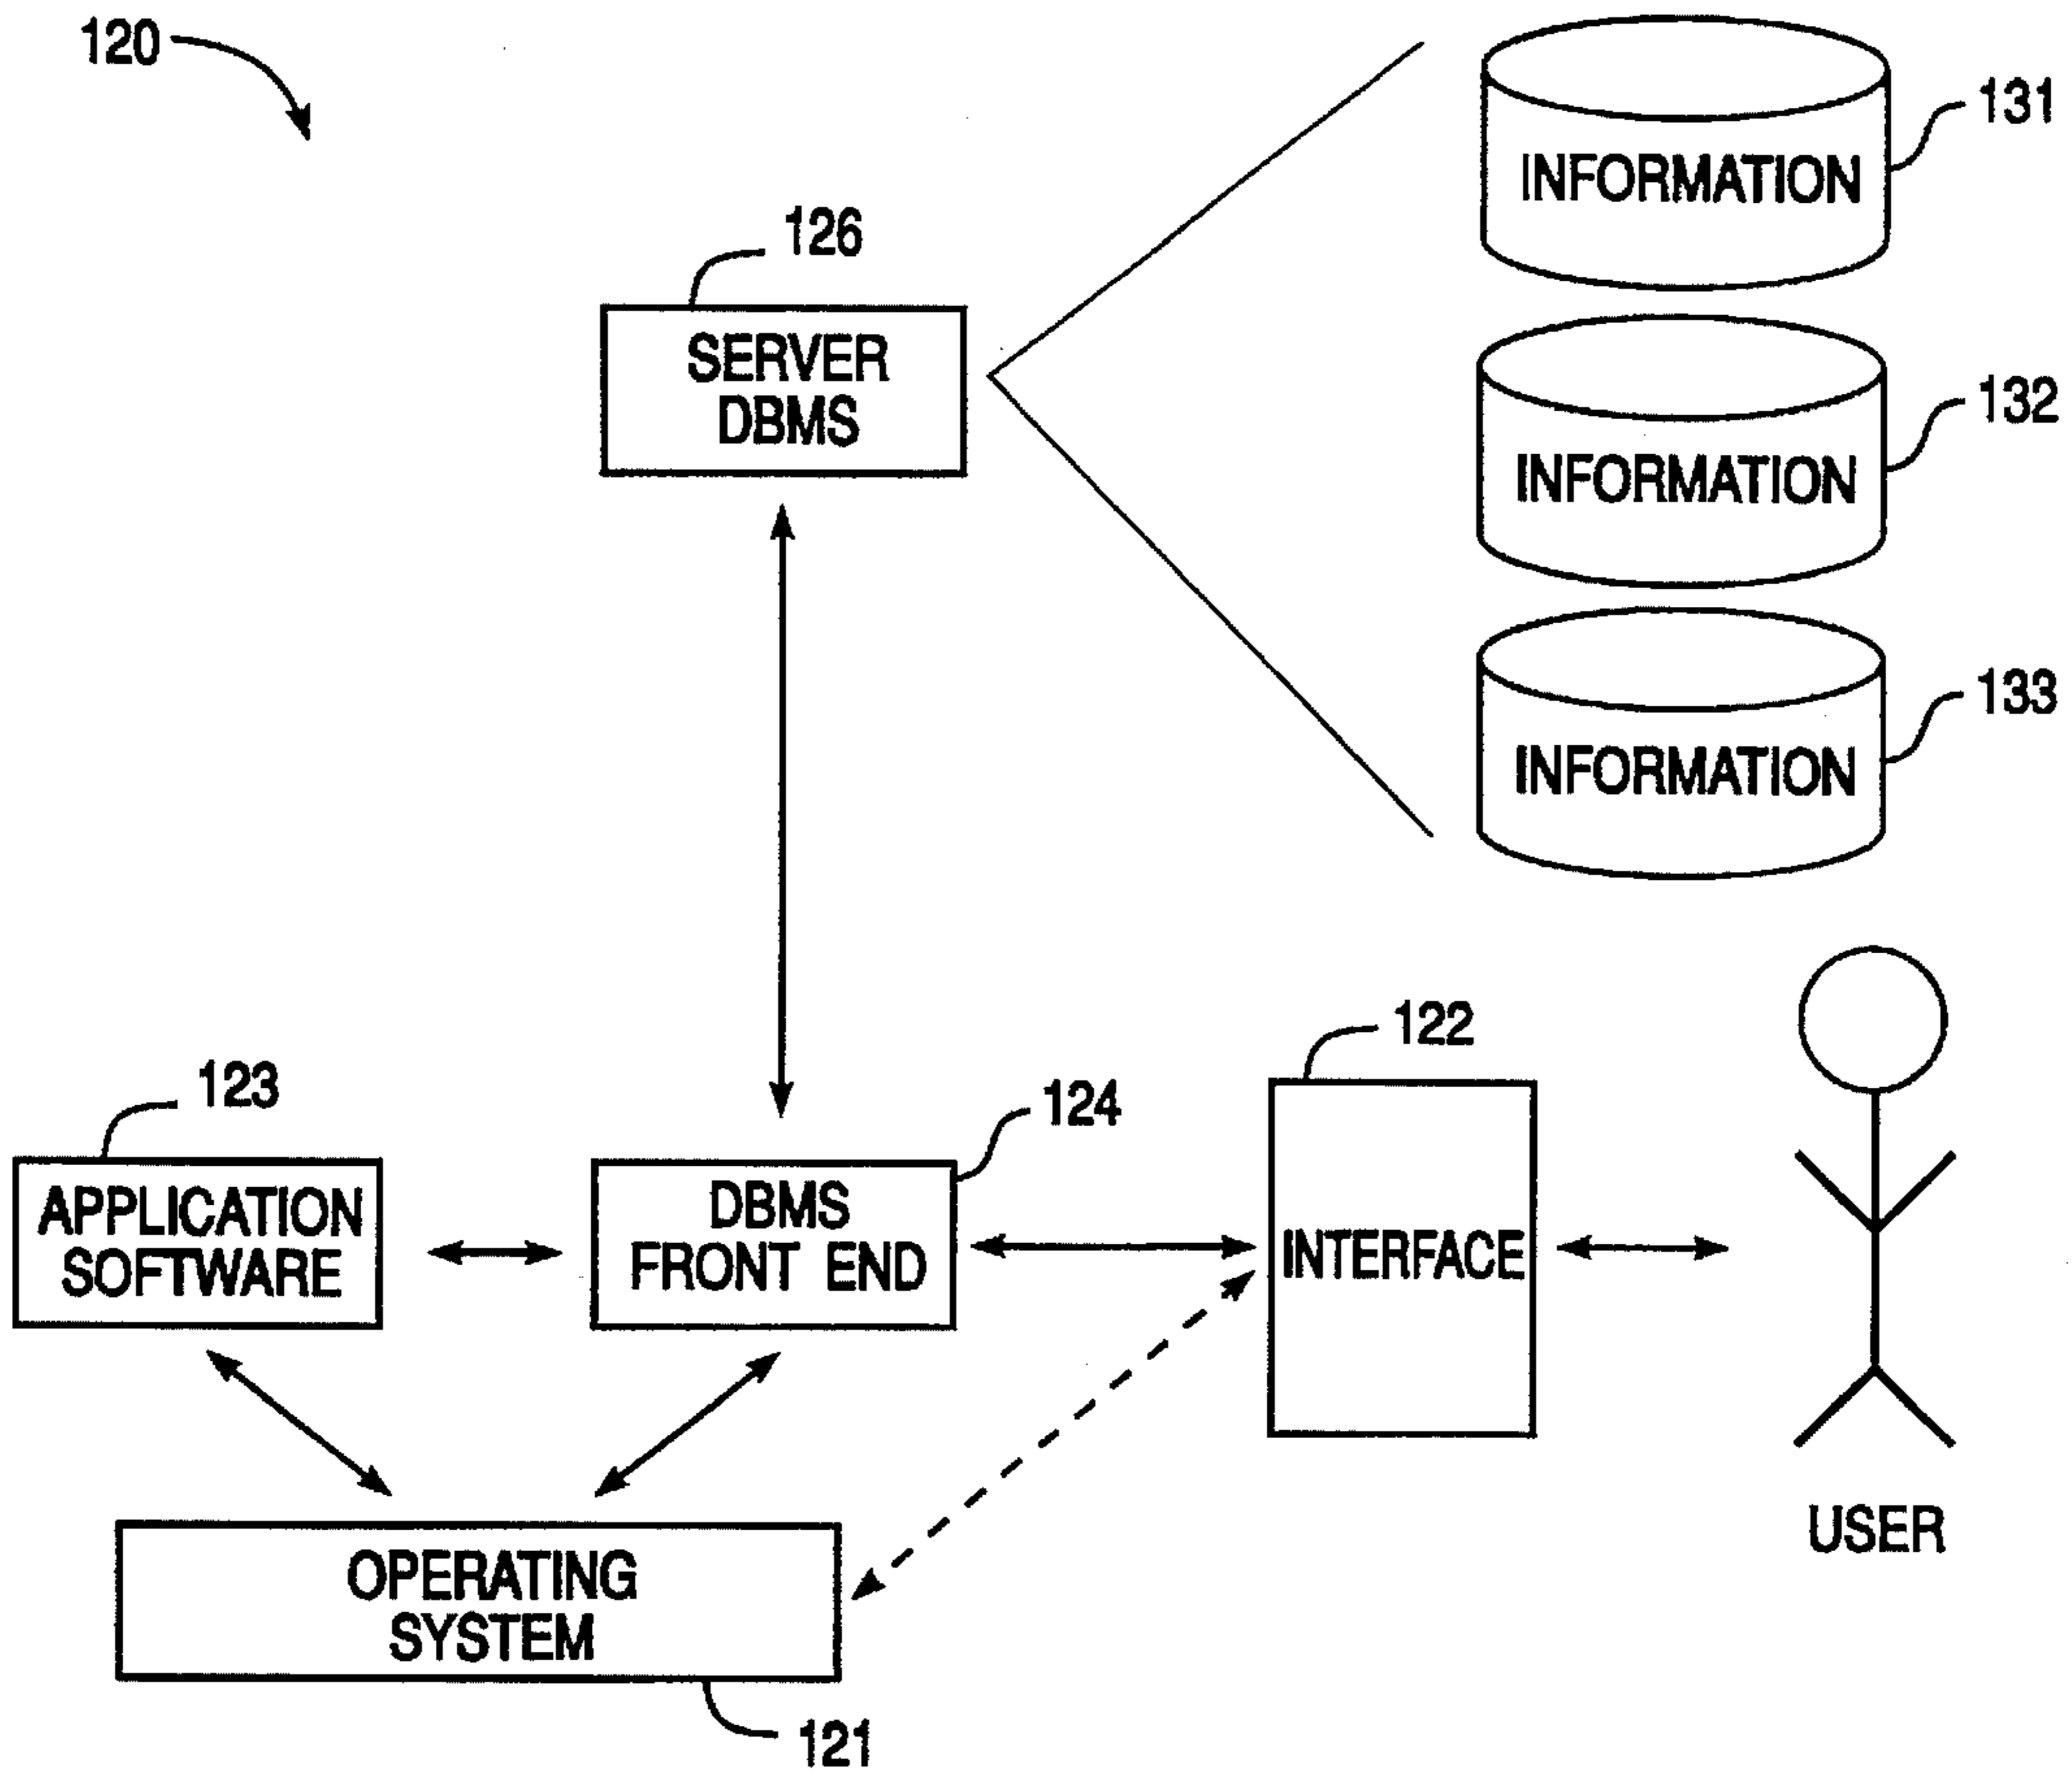 120
131
INFORMATION
126
SERVER
DBMS
132
INFORMATION
133
INFORMATION
122
123
124
APPLICATION
SOFTWARE
DBMS
FRONT END
INTERFACE
USER
OPERATING
SYSTEM
121